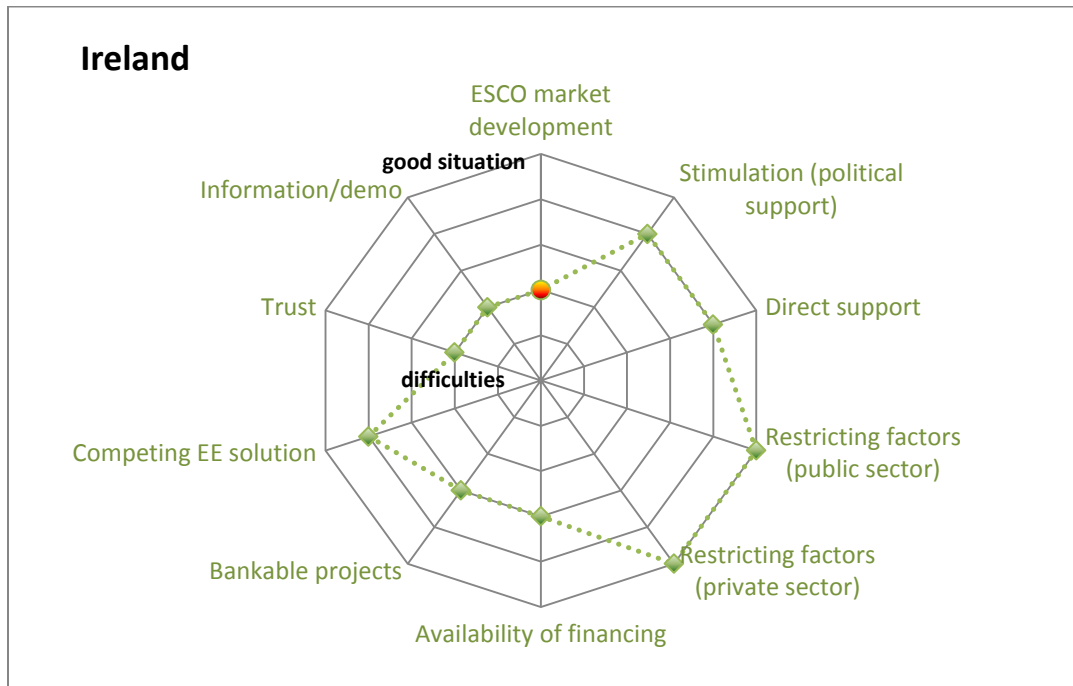 Ireland
ESCO market
development
good situation
Stimulation (political
support)
Information/demo
Trust
Direct support
difficulties
Restricting factors
(public sector)
Competing EE solution
Restricting factors
(private sector)
Bankable projects
Availability of financing